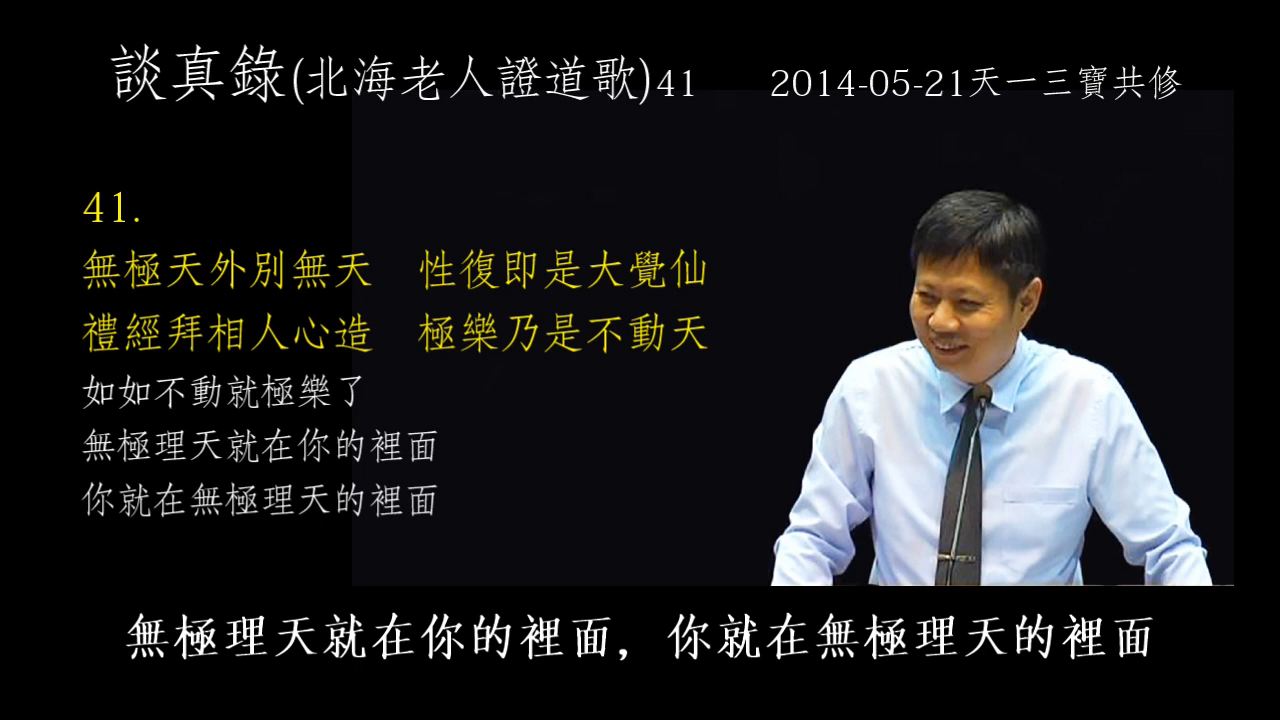 談真錄(北海老人證道歌)41 2014-05-21天一三寶共修
41.
無極天外別無天 性復即是大覺仙
禮經拜相人心造 極樂乃是不動天
如如不動就極樂了
無極理天就在你的裡面
你就在無極理天的裡面
無極理天就在你的裡面，你就在無極理天的裡面